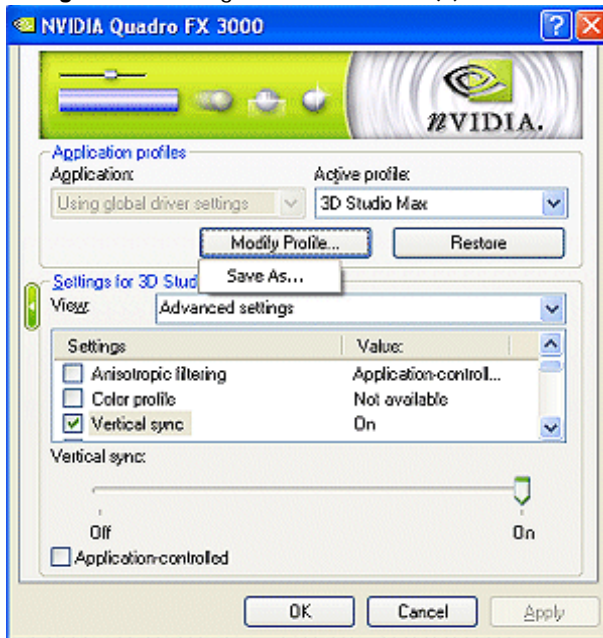 NVIDIA Quadro FX 3000
nVIDIA.
Application profiles
Application:
Active profile:
Using global driver settings
3D Studio Max
Modify Profile...
Restore
Save As...
Settings for 3D Stud
View:
Advanced settings
Settings
Value:
Anisotropic filtering
Application-controll...
Color profile
Not available
Vertical sync
On
Vertical sync:
Off
On
Application-controlled
OK
Cancel
Apply